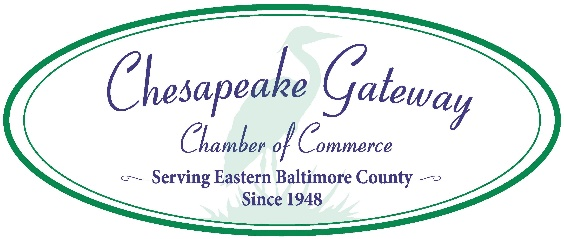 Chesapeake Gateway
Chamber of Commerce
Serving Eastern Baltimore County
Since 1948